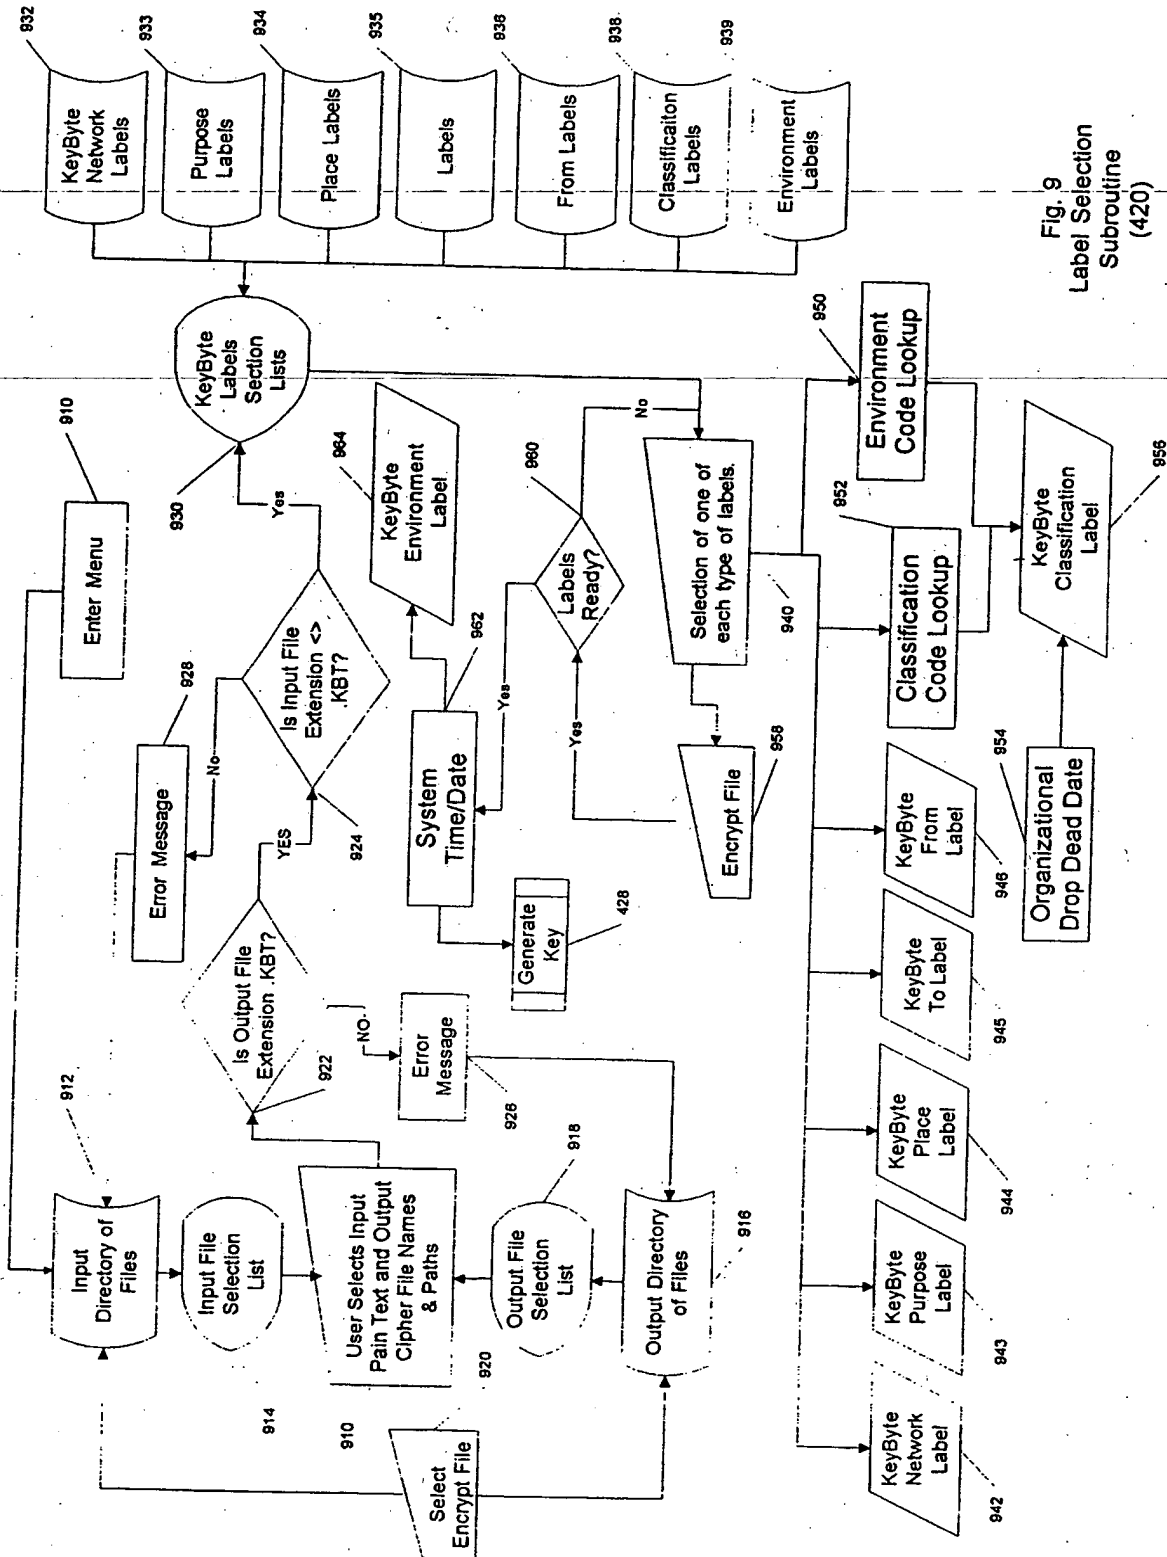 932
933
934
935
936
938
939
KeyByte
Network
Labels
Purpose
Labels
Place Labels
Labels
From Labels
Classificaiton
Labels
Environment
Labels
910
Enter Menu
928
Error Message
Is Input File
Extension <>
.KBT?
No
Yes
924
930
KeyByte
Labels
Section
Lists
964
KeyByte
Environment
Label
962
System
Time/Date
Yes
960
Labels
Ready?
No
Yes
Selection of one of
each type of labels.
940
958
Encrypt File
Generate
Key
428
YES
Is Output File
Extension .KBT?
922
NO
Error
Message
926
912
Input
Directory of
Files
Input File
Selection
List
914
User Selects Input
Pain Text and Output
Cipher File Names
& Paths
910
920
918
Output File
Selection
List
Output Directory
of Files
916
Select
Encrypt File
950
Environment
Code Lookup
952
Classification
Code Lookup
KeyByte
Classification
Label
956
954
Organizational
Drop Dead Date
KeyByte
From
Label
946
KeyByte
To Label
945
KeyByte
Place
Label
944
KeyByte
Purpose
Label
943
KeyByte
Network
Label
942
Fig. 9
Label Selection
Subroutine
(420)